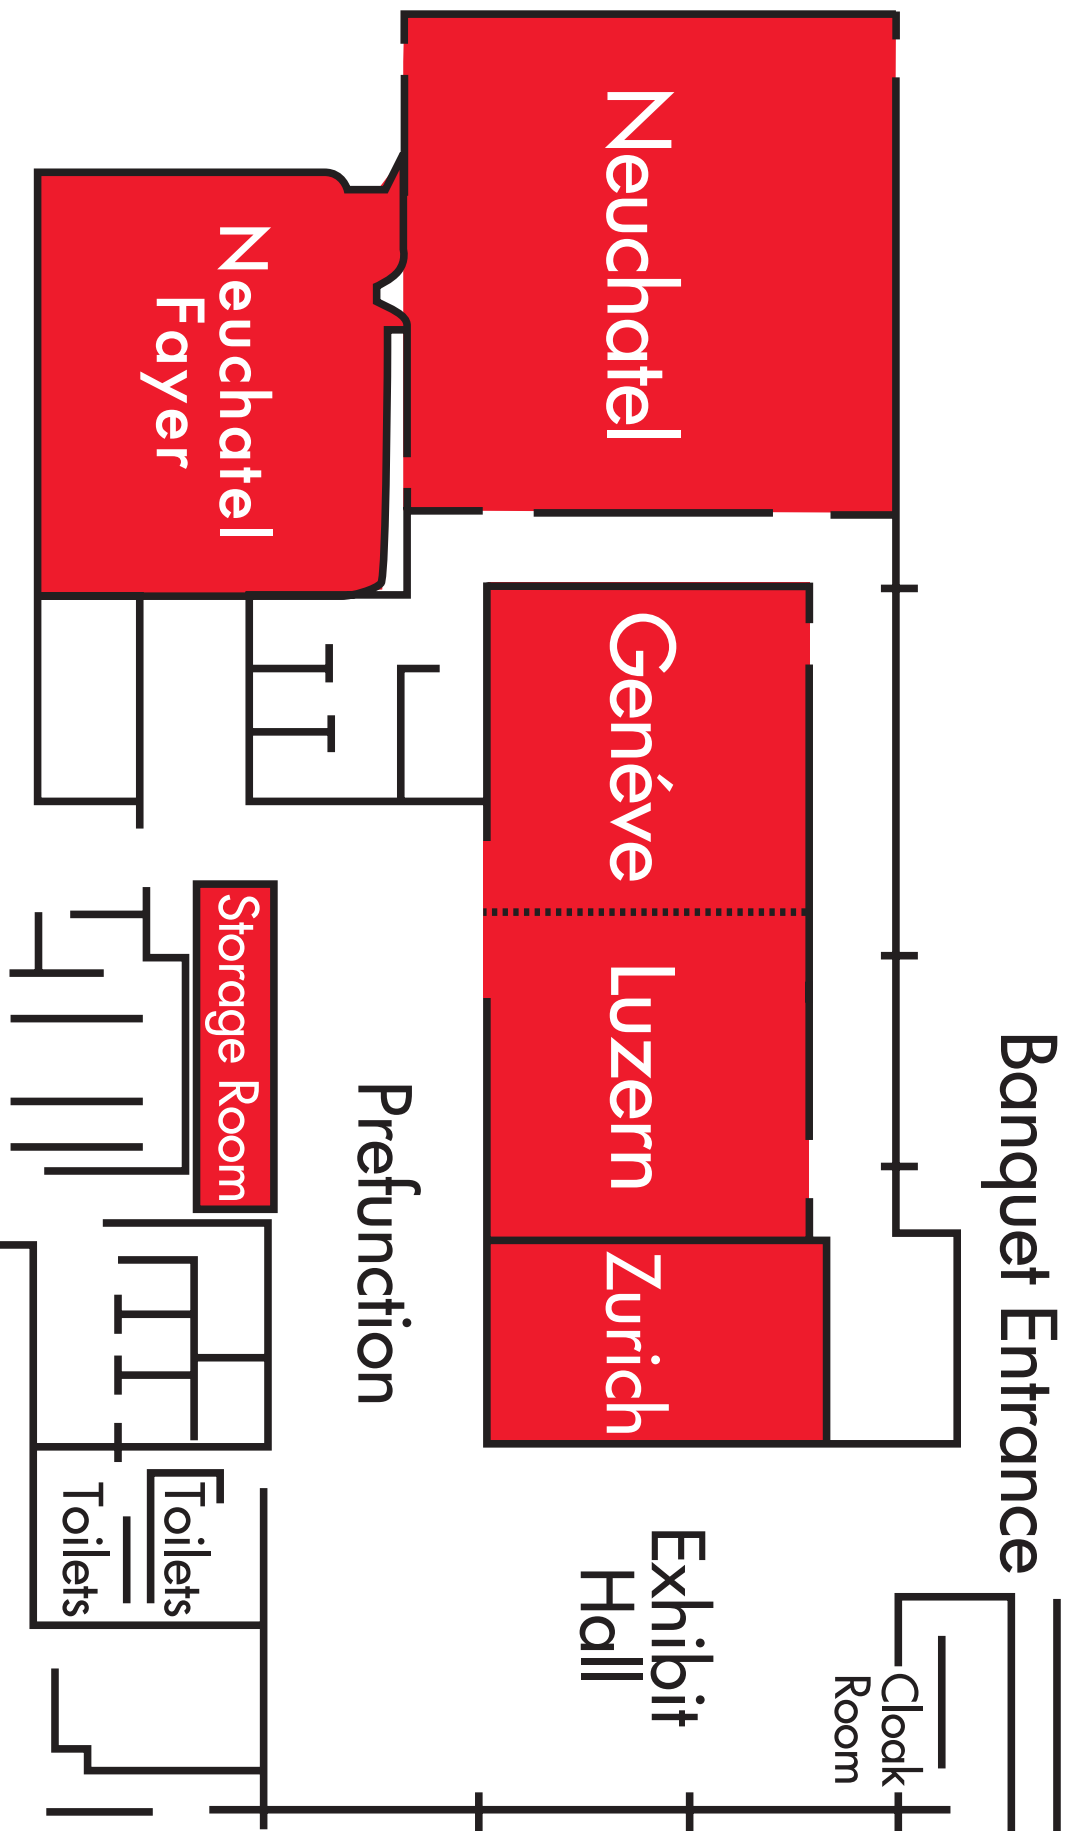 Banquet Entrance
Cloak
Room
Neuchatel
Genéve
Luzern
Zurich
Exhibit
Hall
Prefunction
Neuchatel
Fayer
Storage Room
Toilets
Toilets